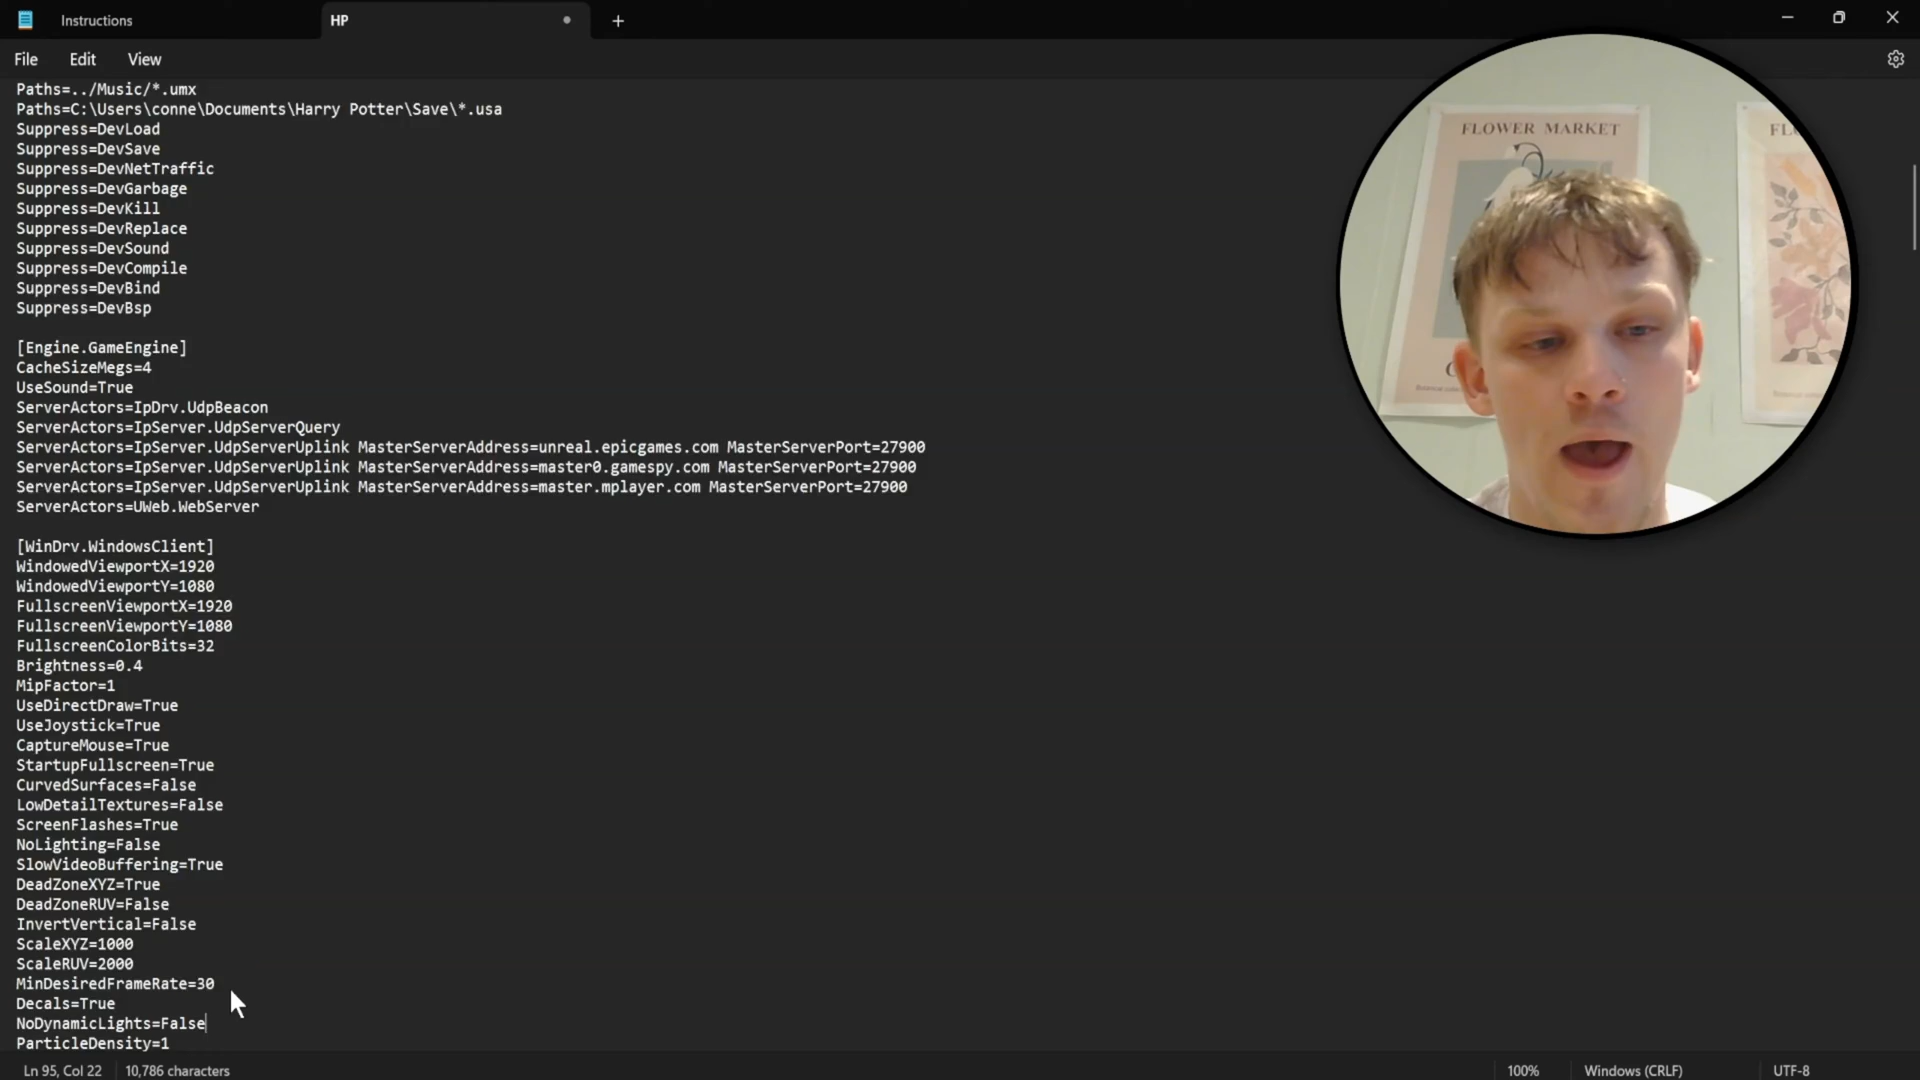 Instructions
HP
File Edit View
Paths=../Music/*.umx
Paths=C:\Users\conne\Documents\Harry Potter\Save\*.usa
Suppress=DevLoad
Suppress=DevSave
Suppress=DevNetTraffic
Suppress=DevGarbage
Suppress=DevKill
Suppress=DevReplace
Suppress=DevSound
Suppress=DevCompile
Suppress=DevBind
Suppress=DevBsp
[Engine.GameEngine]
CacheSizeMegs=4
UseSound=True
ServerActors=IpDrv.UdpBeacon
ServerActors=IpServer.UdpServerQuery
ServerActors=IpServer.UdpServerUplink MasterServerAddress=unreal.epicgames.com MasterServerPort=27900
ServerActors=IpServer.UdpServerUplink MasterServerAddress=master0.gamespy.com MasterServerPort=27900
ServerActors=IpServer.UdpServerUplink MasterServerAddress=master.mplayer.com MasterServerPort=27900
ServerActors=UWeb.WebServer
[WinDrv.WindowsClient]
WindowedViewportX=1920
WindowedViewportY=1080
FullscreenViewportX=1920
FullscreenViewportY=1080
FullscreenColorBits=32
Brightness=0.4
MipFactor=1
UseDirectDraw=True
UseJoystick=True
CaptureMouse=True
StartupFullscreen=True
CurvedSurfaces=False
LowDetailTextures=False
ScreenFlashes=True
NoLighting=False
SlowVideoBuffering=True
DeadZoneXYZ=True
DeadZoneRUV=False
InvertVertical=False
ScaleXYZ=1000
ScaleRUV=2000
MinDesiredFrameRate=30
Decals=True
NoDynamicLights=False
ParticleDensity=1
Ln 95, Col 22
10,786 characters
100%
Windows (CRLF)
UTF-8
FLOWER MARKET
FL